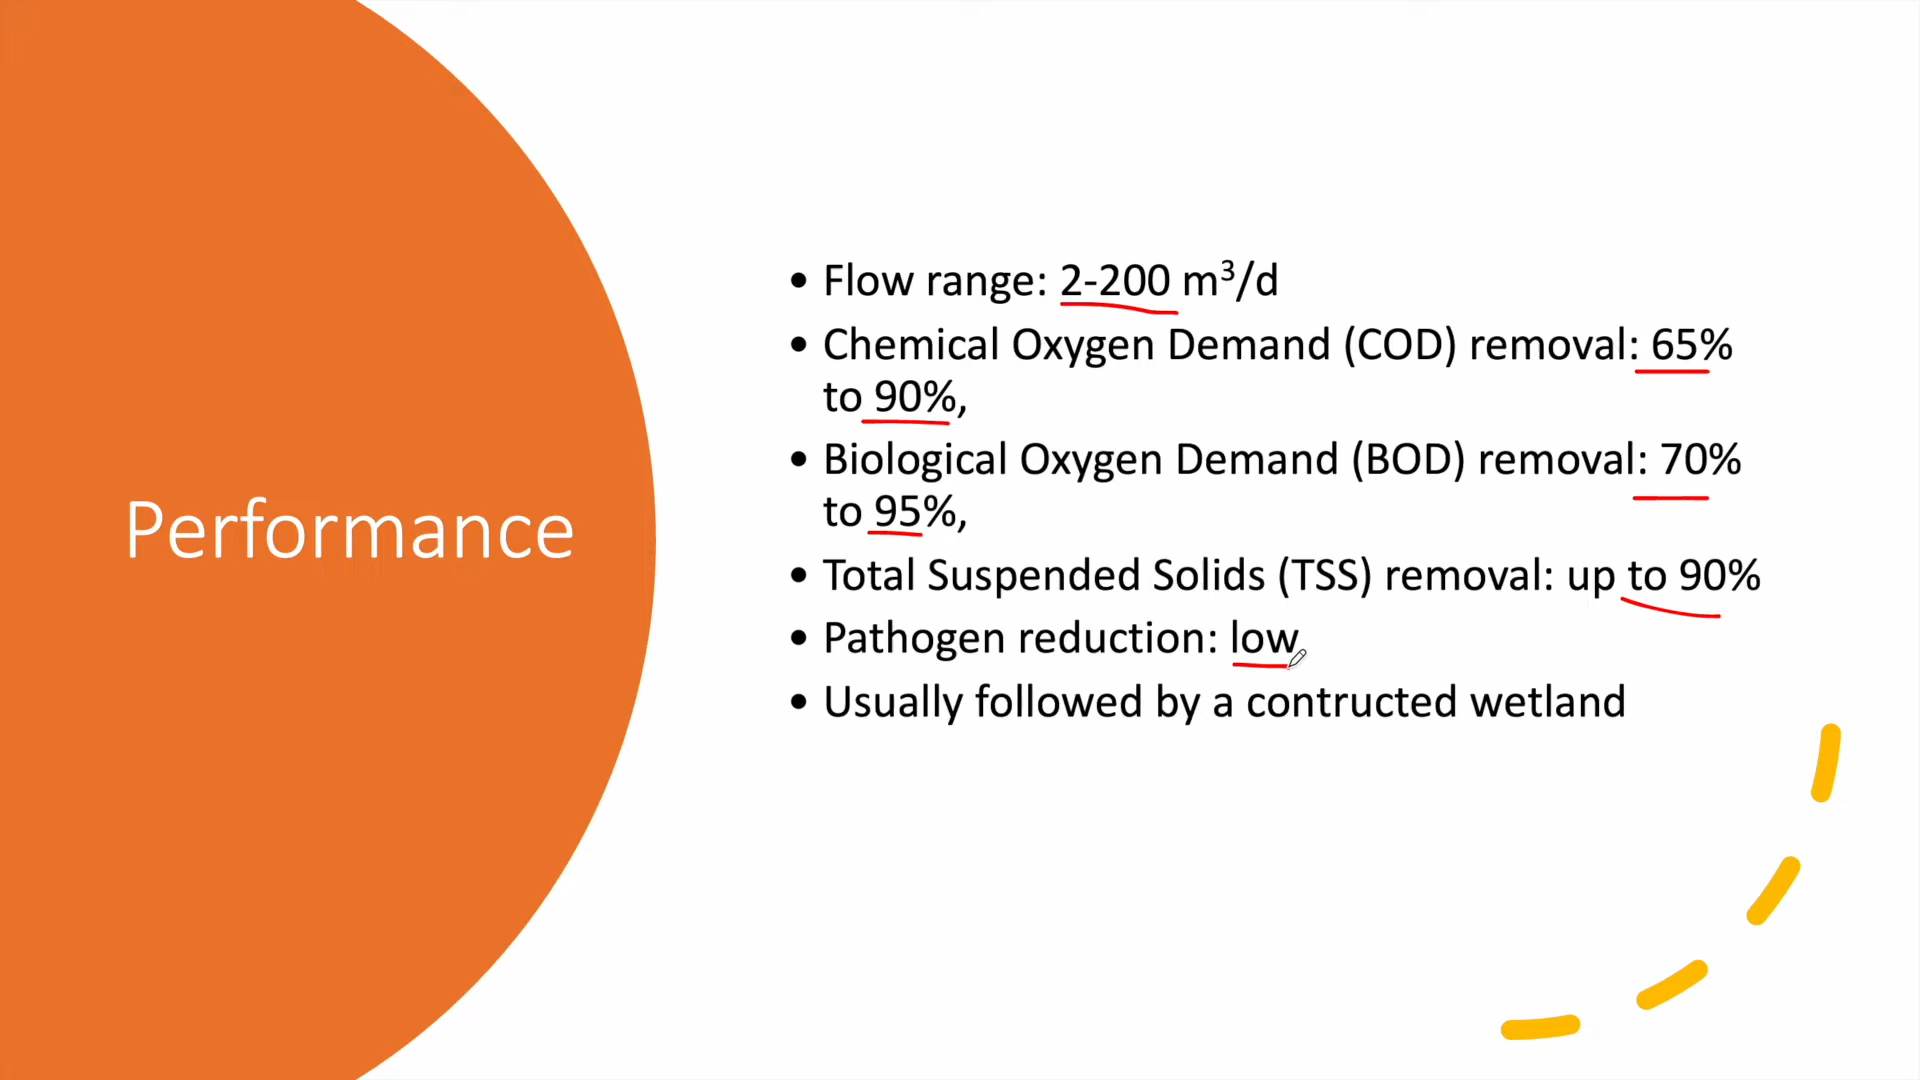 Performance
• Flow range: 2-200 m³/d
• Chemical Oxygen Demand (COD) removal: 65%
to 90%,
• Biological Oxygen Demand (BOD) removal: 70%
to 95%,
• Total Suspended Solids (TSS) removal: up to 90%
• Pathogen reduction: low
• Usually followed by a contructed wetland